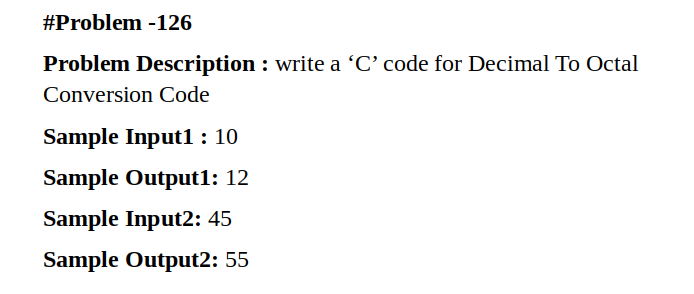 #Problem -126
Problem Description : write a ‘C’ code for Decimal To Octal
Conversion Code
Sample Input1 : 10
Sample Output1: 12
Sample Input2: 45
Sample Output2: 55